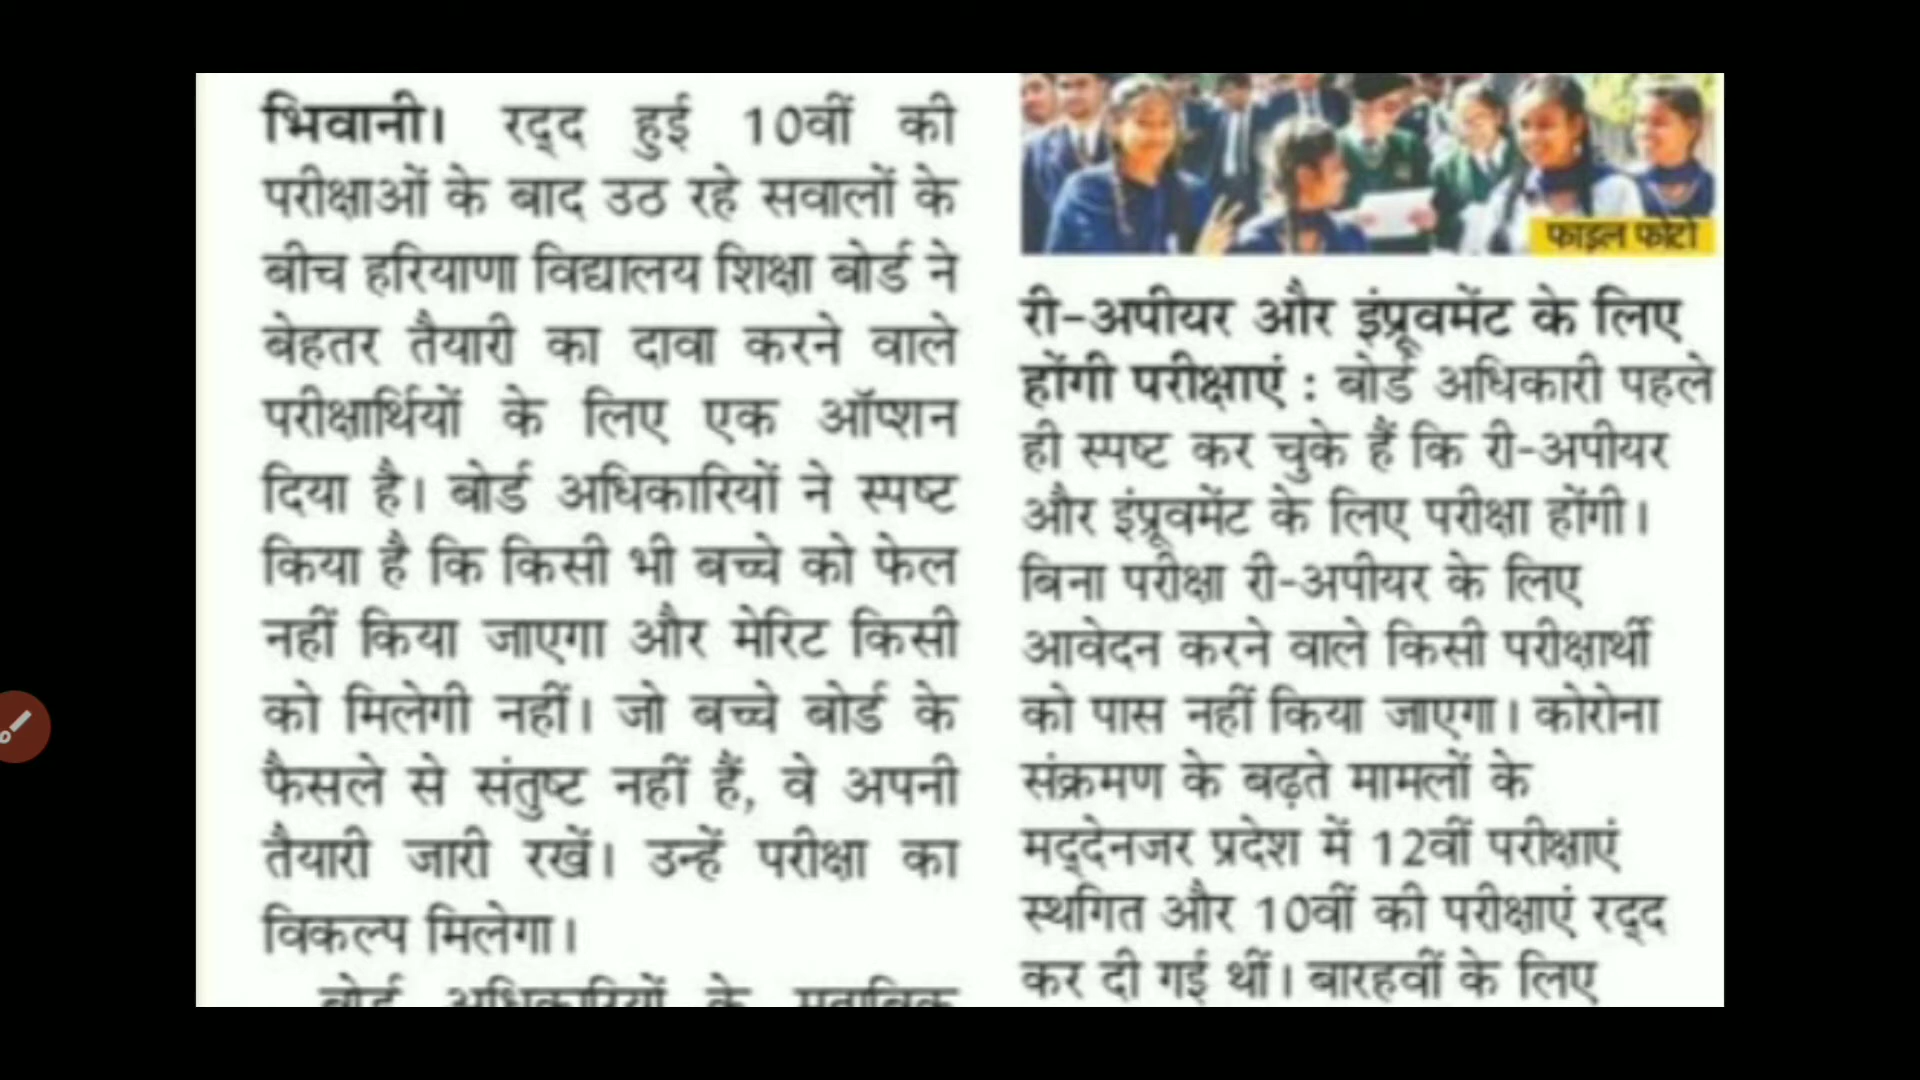 भिवानी। रद्द हुई 10वीं की
परीक्षाओं के बाद उठ रहे सवालों के
बीच हरियाणा विद्यालय शिक्षा बोर्ड ने
बेहतर तैयारी का दावा करने वाले
परीक्षार्थियों के लिए एक ऑप्शन
दिया है। बोर्ड अधिकारियों ने स्पष्ट
किया है कि किसी भी बच्चे को फेल
नहीं किया जाएगा और मेरिट किसी
को मिलेगी नहीं। जो बच्चे बोर्ड के
फैसले से संतुष्ट नहीं हैं, वे अपनी
तैयारी जारी रखें। उन्हें परीक्षा का
विकल्प मिलेगा।
बोर्ड अधिकारियों के मुताबिक
फाइल फोटो
री-अपीयर और इंप्रूवमेंट के लिए
होंगी परीक्षाएं : बोर्ड अधिकारी पहले
ही स्पष्ट कर चुके हैं कि री-अपीयर
और इंप्रूवमेंट के लिए परीक्षा होंगी।
बिना परीक्षा री-अपीयर के लिए
आवेदन करने वाले किसी परीक्षार्थी
को पास नहीं किया जाएगा। कोरोना
संक्रमण के बढ़ते मामलों के
मद्देनजर प्रदेश में 12वीं परीक्षाएं
स्थगित और 10वीं की परीक्षाएं रद्द
कर दी गई थीं। बारहवीं के लिए